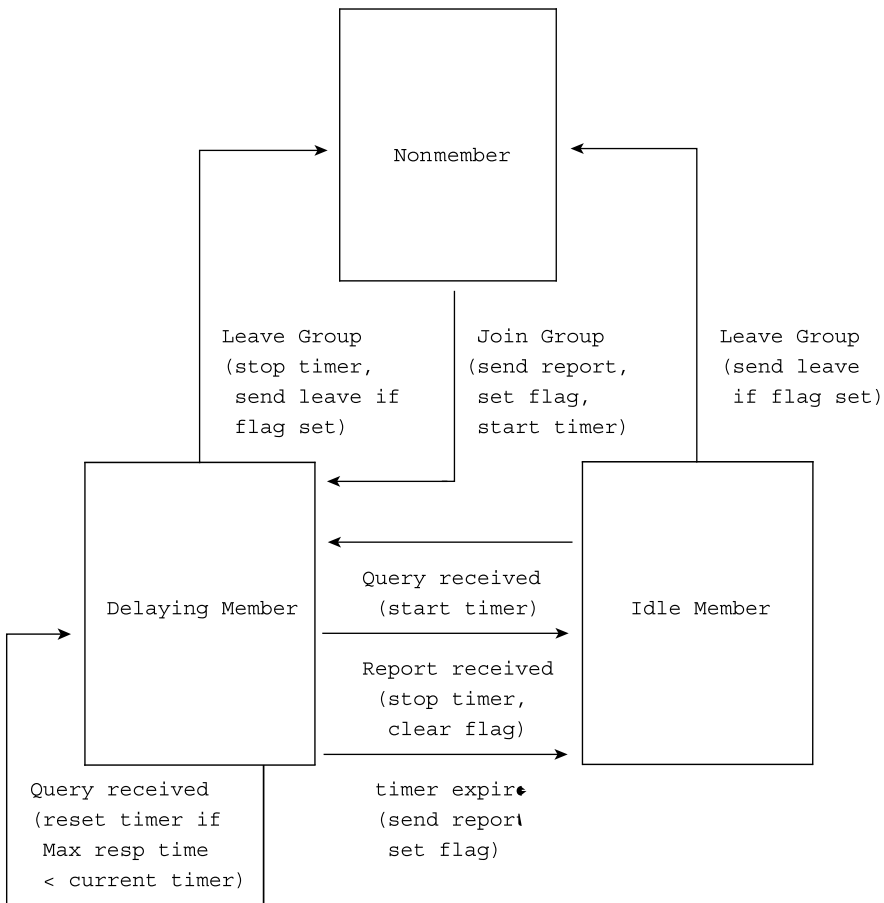 Nonmember
Leave Group
(stop timer,
send leave if
flag set)
Join Group
(send report,
set flag,
start timer)
Leave Group
(send leave
if flag set)
Delaying Member
Query received
(start timer)
Idle Member
Report received
(stop timer,
clear flag)
Query received
(reset timer if
Max resp time
< current timer)
timer
(send
set flag)